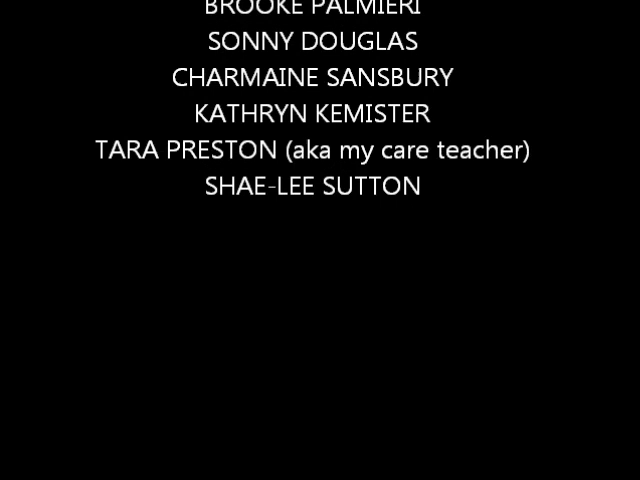 BROOKE PALMIERI
SONNY DOUGLAS
CHARMAINE SANSBURY
KATHRYN KEMISTER
TARA PRESTON (aka my care teacher)
SHAE-LEE SUTTON